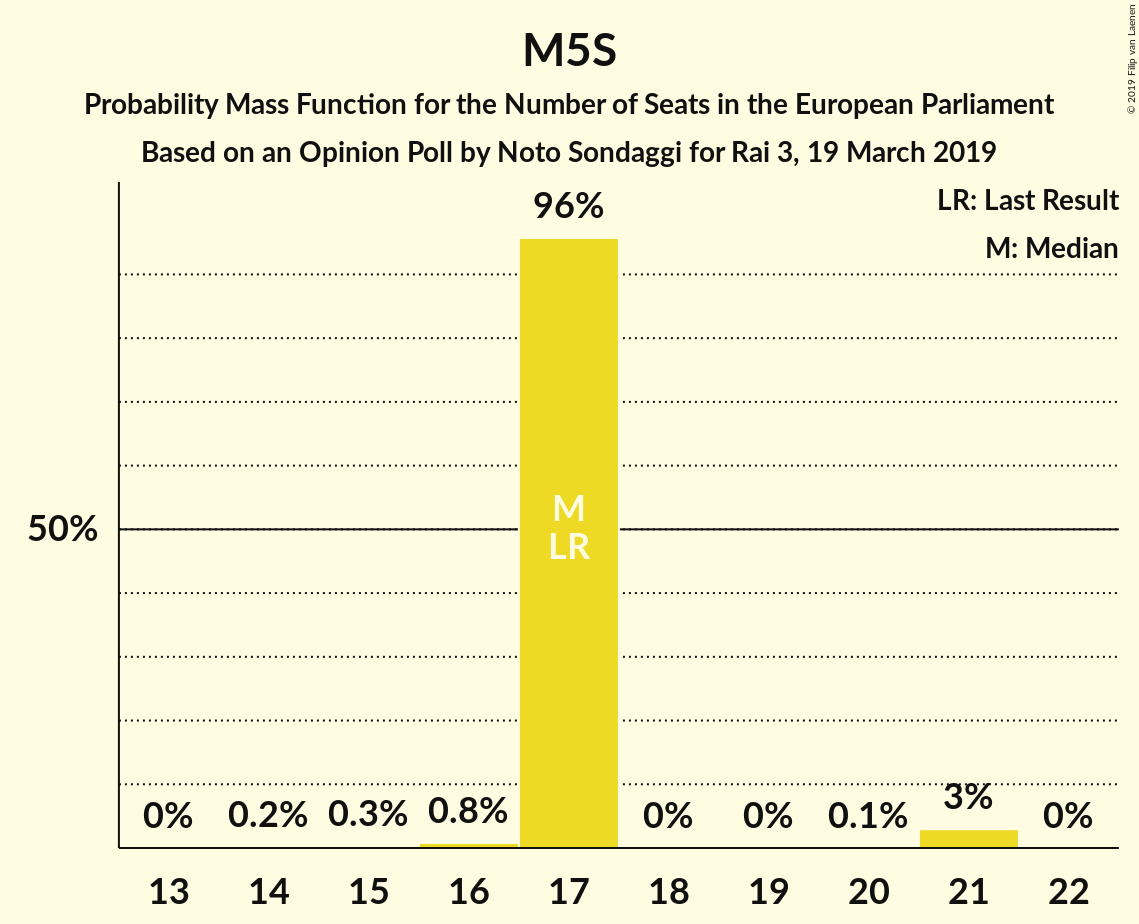 M5S
Probability Mass Function for the Number of Seats in the European Parliament
Based on an Opinion Poll by Noto Sondaggi for Rai 3, 19 March 2019
© 2019 Filip van Laenen
LR: Last Result
M: Median
96%
M
LR
50%
0% 0.2% 0.3% 0.8% 0% 0% 0.1% 3% 0%
13 14 15 16 17 18 19 20 21 22